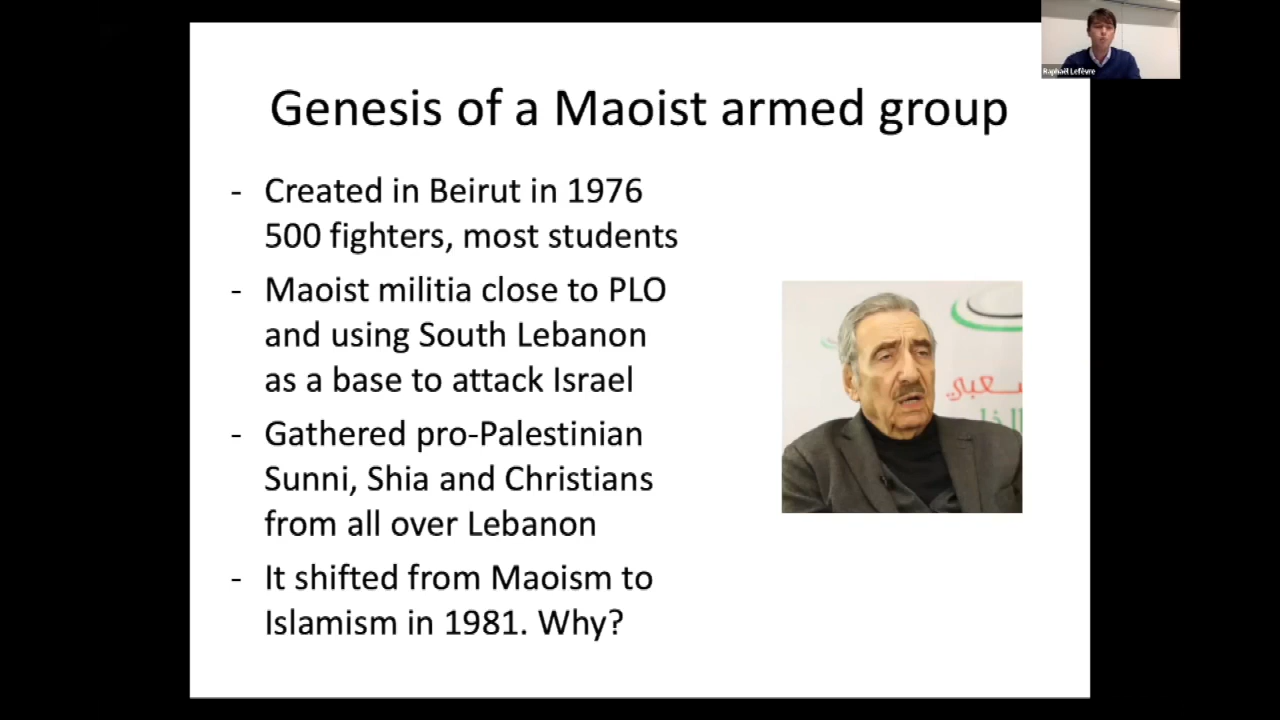 Raphaël Lefèvre
Genesis of a Maoist armed group
- Created in Beirut in 1976
500 fighters, most students
- Maoist militia close to PLO
and using South Lebanon
as a base to attack Israel
- Gathered pro-Palestinian
Sunni, Shia and Christians
from all over Lebanon
- It shifted from Maoism to
Islamism in 1981. Why?